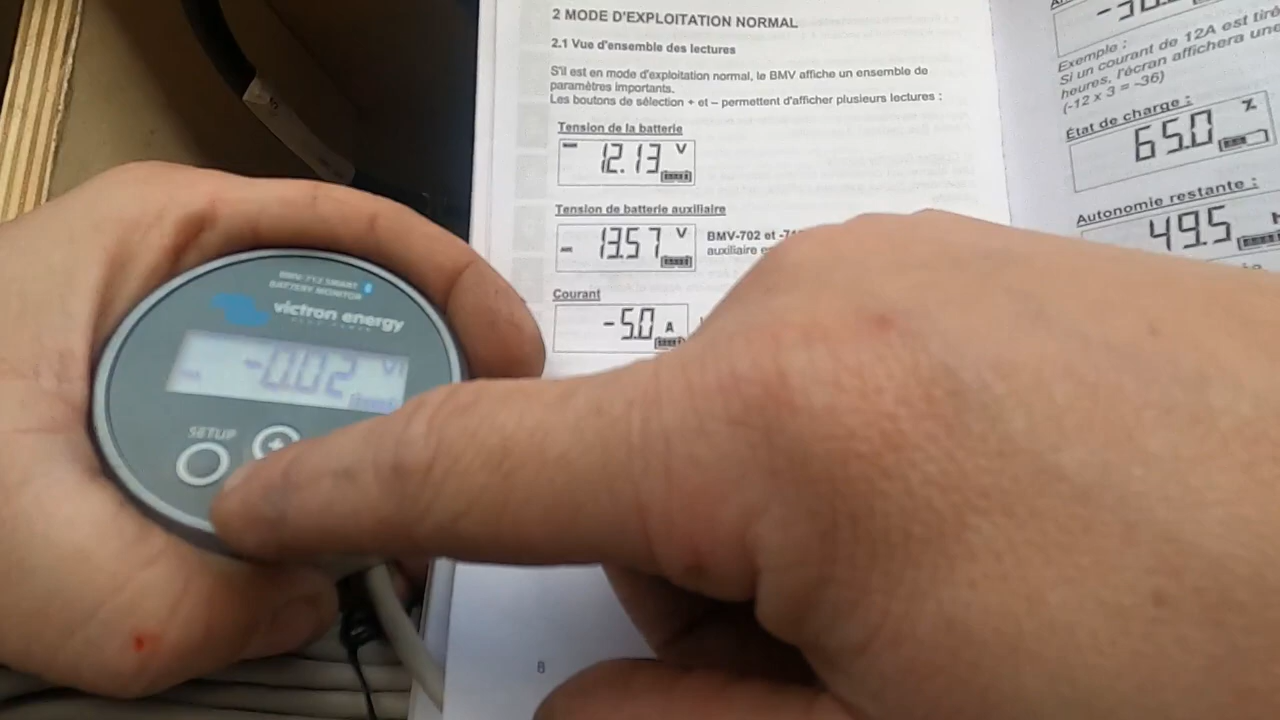 BMV-712 SMART
BATTERY MONITOR
victron energy
-0.02 V
SETUP
+
2 MODE D'EXPLOITATION NORMAL
2.1 Vue d'ensemble des lectures
S'il est en mode d'exploitation normal, le BMV affiche un ensemble de
paramètres importants.
Les boutons de sélection + et – permettent d'afficher plusieurs lectures :
Tension de la batterie
12.13 V
Tension de batterie auxiliaire
13.57 V
BMV-702 et
auxiliaire
Courant
-5.0 A
8
Exemple :
Si un courant de 12A est tiré
heures, l'écran affichera une
(-12 x 3 = -36)
État de charge :
65.0 %
Autonomie restante :
49.5